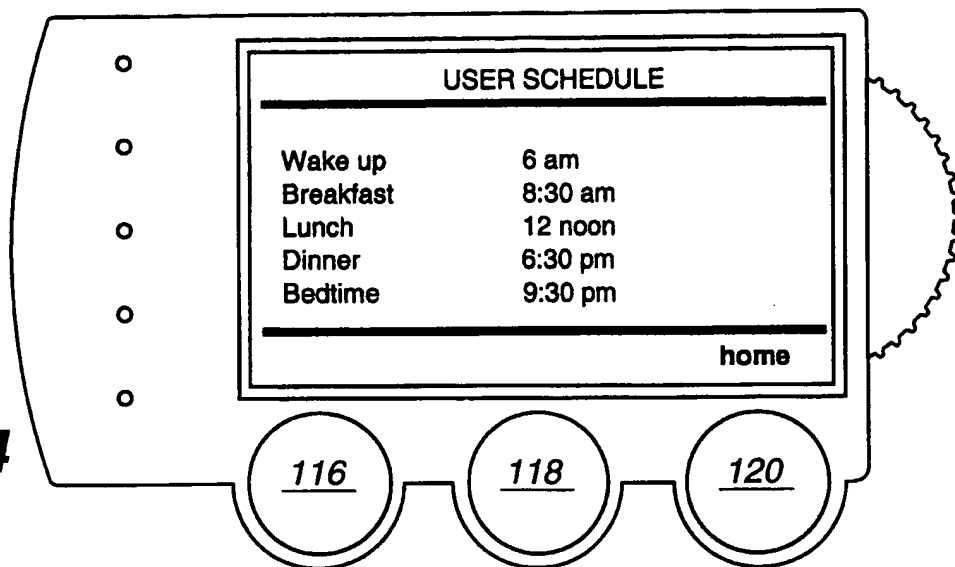 USER SCHEDULE
Wake up 6 am
Breakfast 8:30 am
Lunch 12 noon
Dinner 6:30 pm
Bedtime 9:30 pm
home
116 118 120